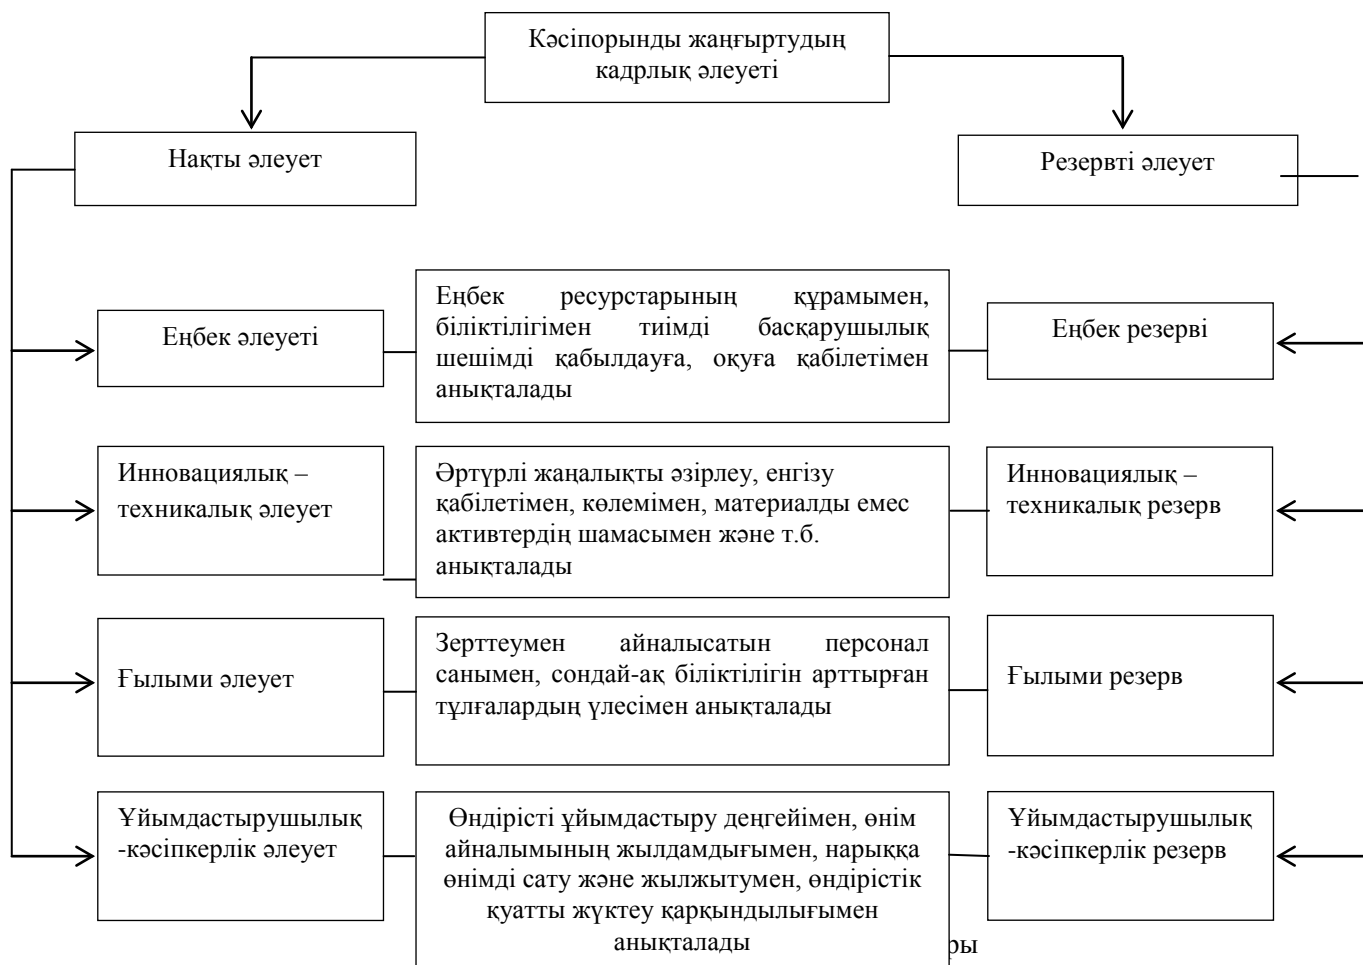 Кәсіпорынды жаңғыртудың
кадрлық әлеуеті
Нақты әлеует
Резервті әлеует
Еңбек әлеуеті
Еңбек ресурстарының құрамымен,
біліктілігімен тиімді басқарушылық
шешімді қабылдауға, оқуға қабілетімен
анықталады
Еңбек резерві
Инновациялық –
техникалық әлеует
Әртүрлі жаңалықты әзірлеу, енгізу
қабілетімен, көлемімен, материалды емес
активтердің шамасымен және т.б.
анықталады
Инновациялық –
техникалық резерв
Ғылыми әлеует
Зерттеумен айналысатын персонал
санымен, сондай-ақ біліктілігін арттырған
тұлғалардың үлесімен анықталады
Ғылыми резерв
Ұйымдастырушылық
-кәсіпкерлік әлеует
Өндірісті ұйымдастыру деңгейімен, өнім
айналымының жылдамдығымен, нарыққа
өнімді сату және жылжытумен, өндірістік
қуатты жүктеу қарқындылығымен
анықталады
Ұйымдастырушылық
-кәсіпкерлік резерв